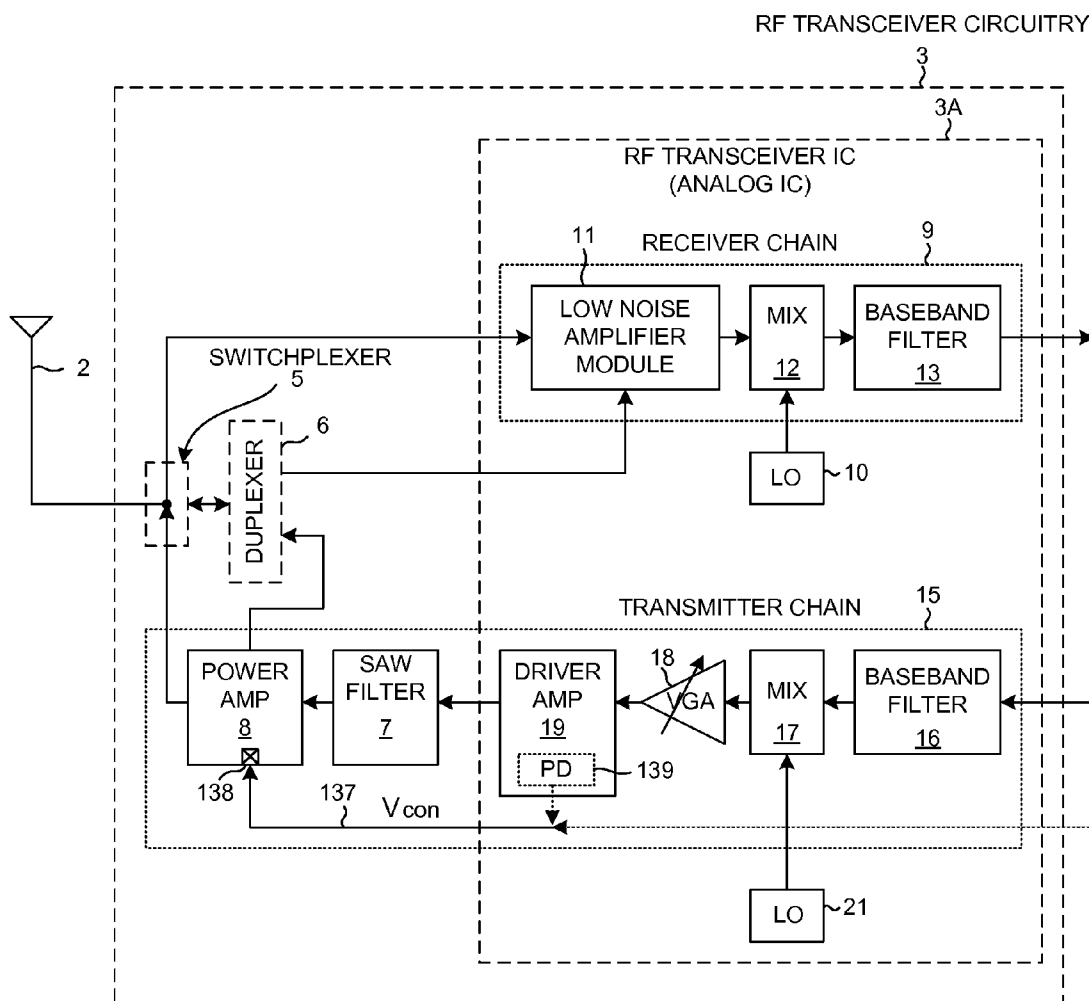 RF TRANSCEIVER CIRCUITRY
3
3A
RF TRANSCEIVER IC
(ANALOG IC)
11
RECEIVER CHAIN
9
LOW NOISE
AMPLIFIER
MODULE
MIX
12
BASEBAND
FILTER
13
2
SWITCHPLEXER
5
6
DUPLEXER
LO
10
TRANSMITTER CHAIN
15
POWER
AMP
8
SAW
FILTER
7
DRIVER
AMP
19
PD
139
18
VGA
MIX
17
BASEBAND
FILTER
16
138
137
Vcon
LO
21